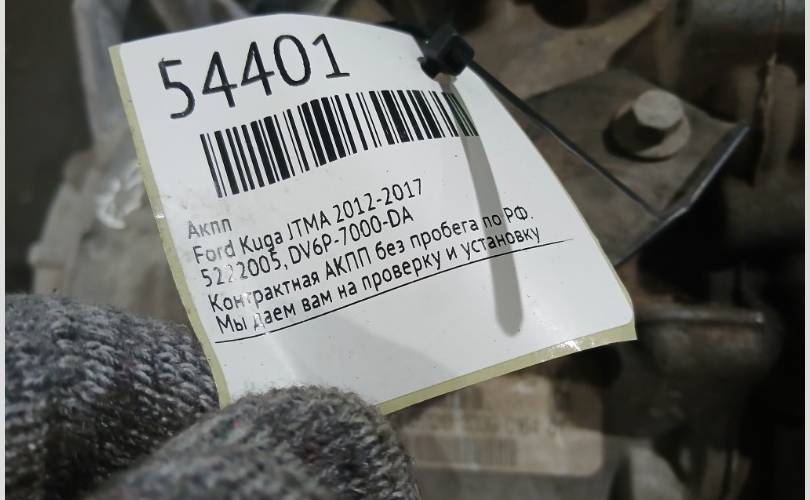 54401
Акпп
Ford Kuga JTMA 2012-2017
5222005, DV6P-7000-DA
Контрактная АКПП без пробега по РФ.
Мы даем вам на проверку и установку